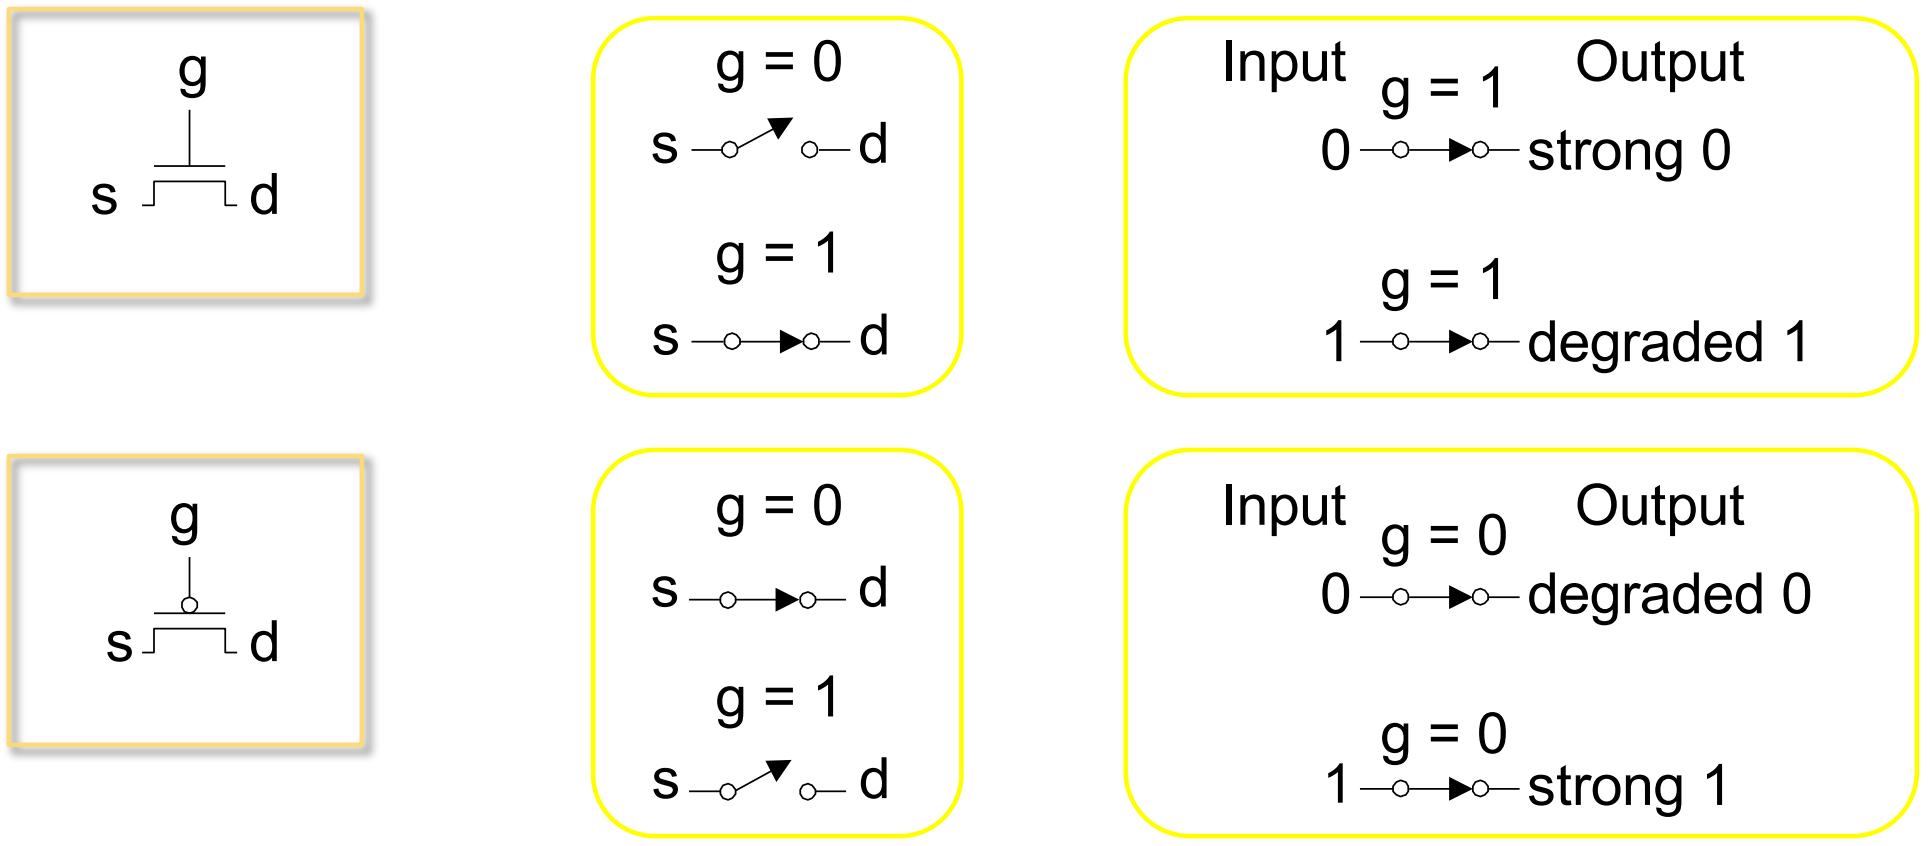 g
s d
g = 0
s d
g = 1
s d
Input Output
g = 1
0 strong 0
g = 1
1 degraded 1
g
s d
g = 0
s d
g = 1
s d
Input Output
g = 0
0 degraded 0
g = 0
1 strong 1